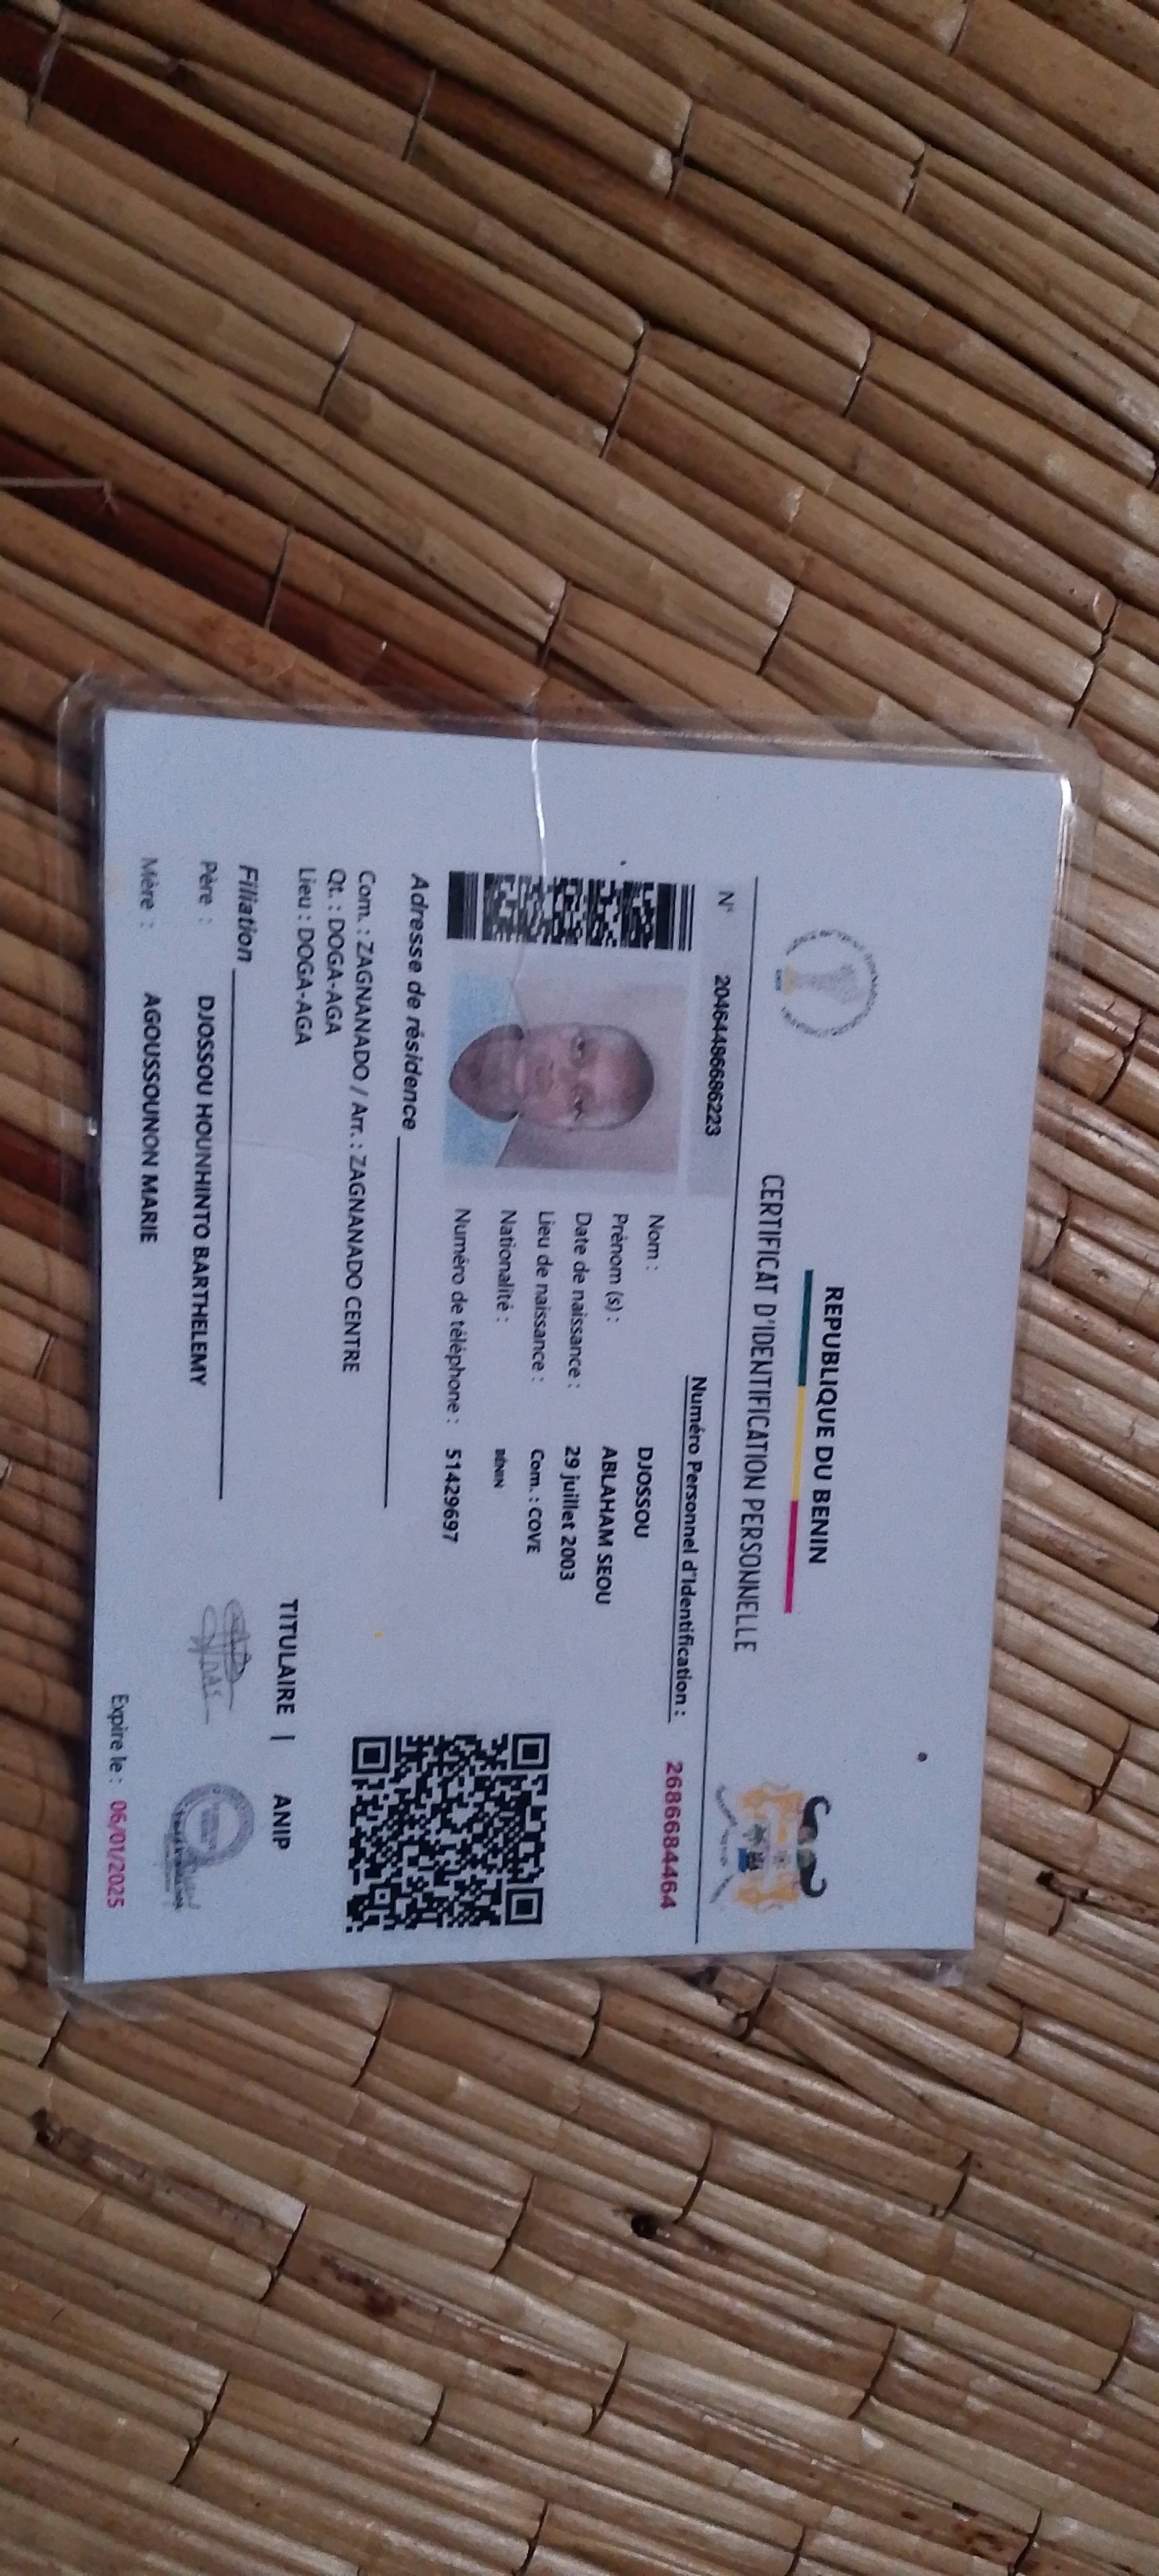 REPUBLIQUE DU BENIN
CERTIFICAT D'IDENTIFICATION PERSONNELLE
N° 2046448668­6223
Numéro Personnel d'Identification : 2686684464
Nom : DJOSSOU
Prénom (s) : ABLAHAM SEOU
Date de naissance : 29 juillet 2003
Lieu de naissance : Com. : COVE
Nationalité : BÉNIN
Numéro de téléphone : 51429697
Adresse de résidence
Com. : ZAGNANADO / Arr. : ZAGNANADO CENTRE
Qt. : DOGA-AGA
Lieu : DOGA-AGA
Filiation
Père : DJOSSOU HOUNHINTO BARTHELEMY
Mère : AGOUSSOUNON MARIE
TITULAIRE | ANIP
Expire le : 06/01/2025